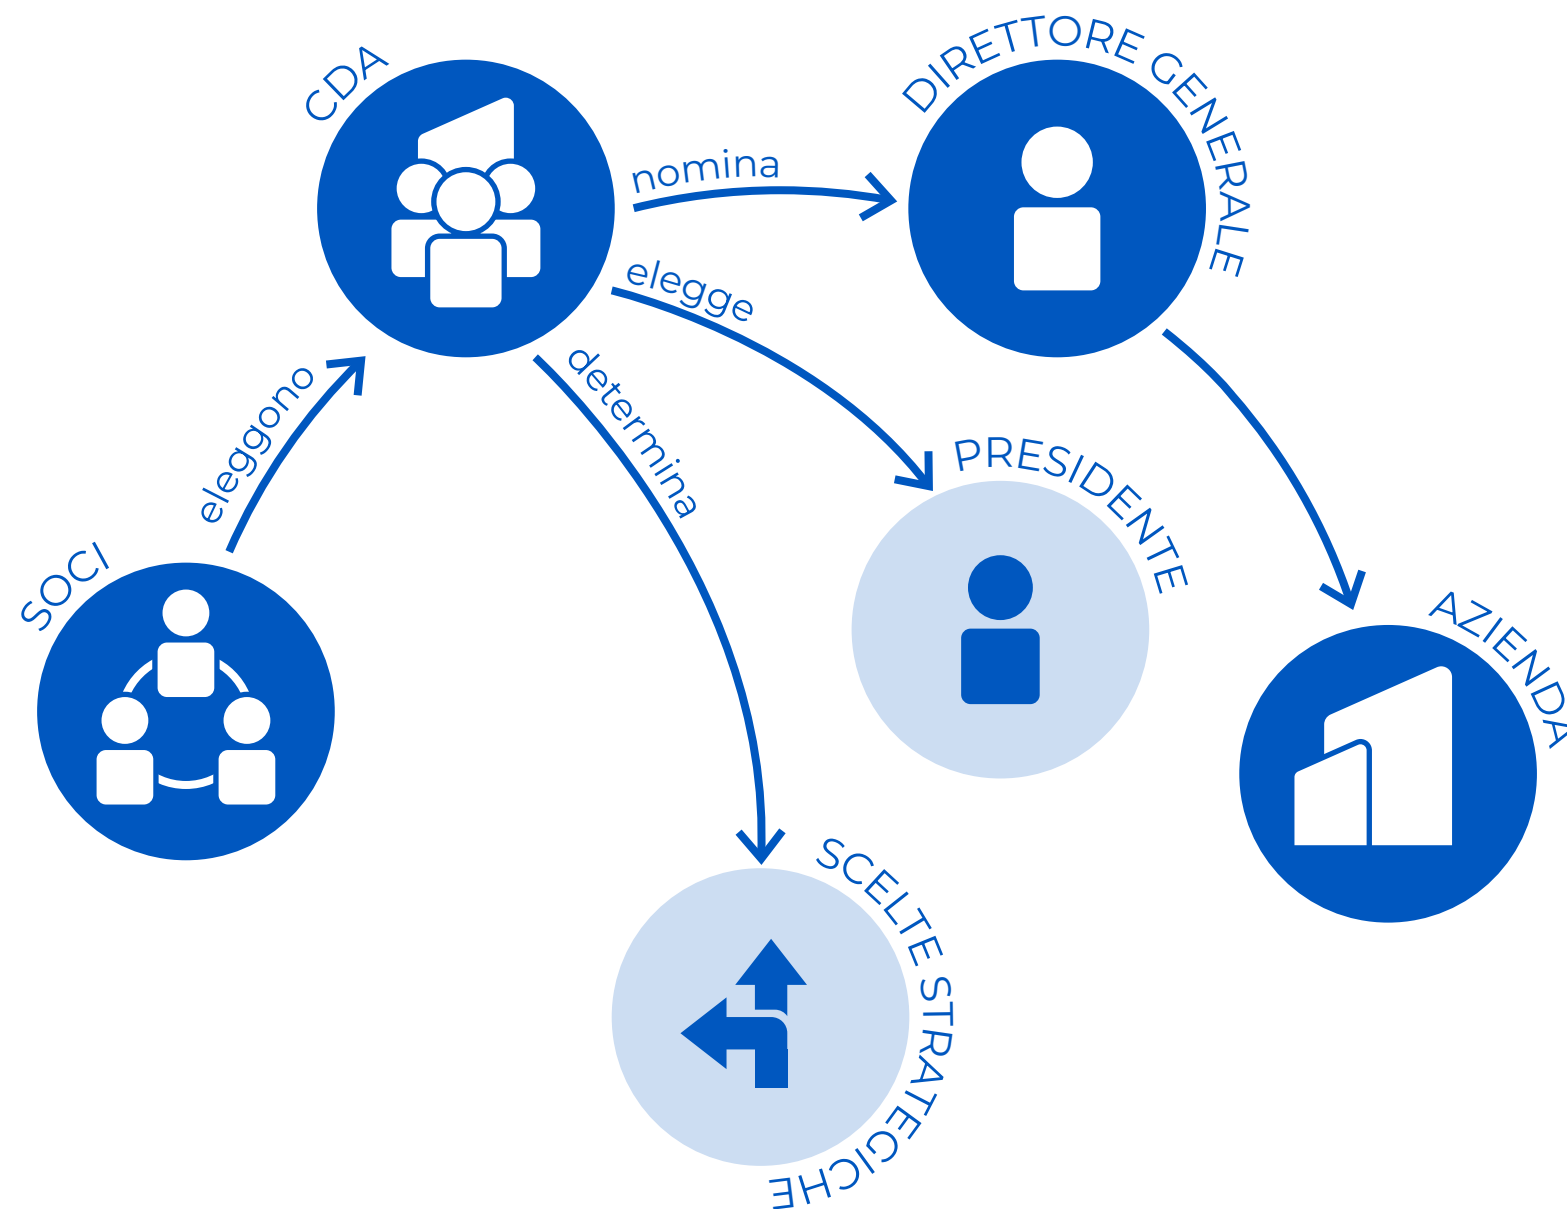 CDA
DIRETTORE GENERALE
nomina
elegge
determina
eleggono
PRESIDENTE
SOCI
AZIENDA
SCELTE STRATEGICHE